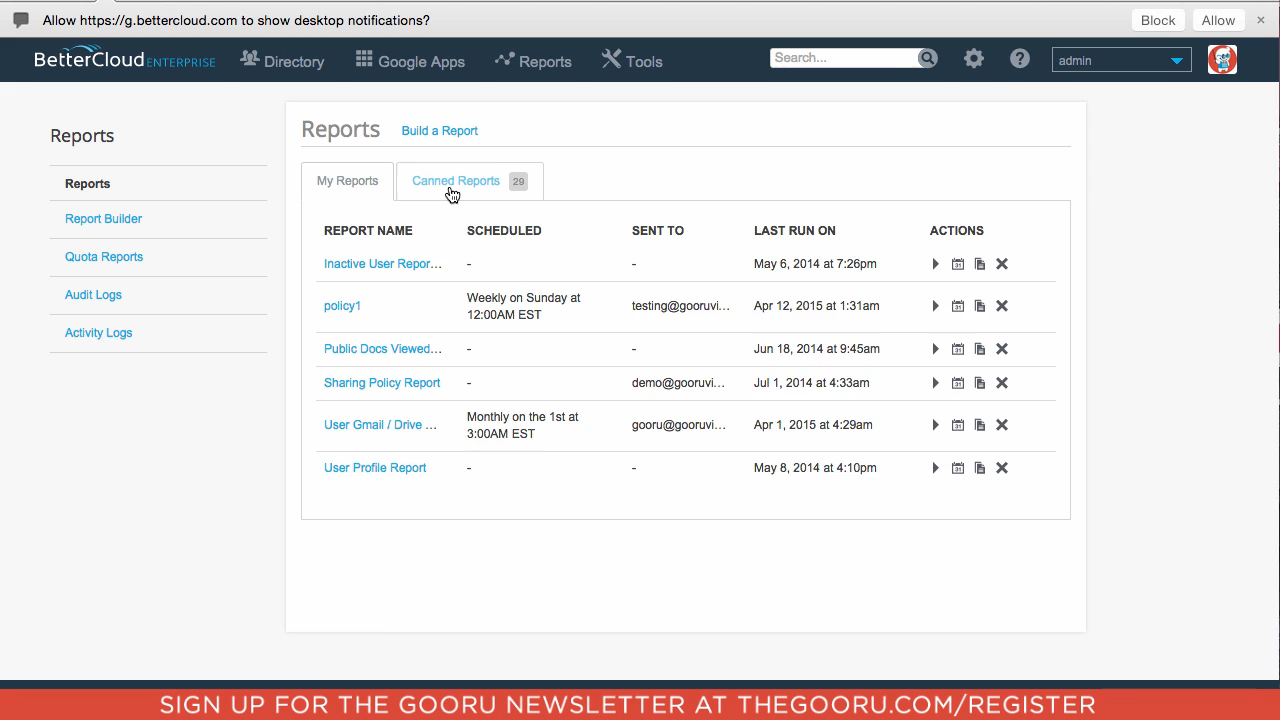 Allow https://g.bettercloud.com to show desktop notifications?
Block
Allow
×
BetterCloud ENTERPRISE
Directory
Google Apps
Reports
Tools
Search...
?
admin
Reports
Reports
Report Builder
Quota Reports
Audit Logs
Activity Logs
Reports Build a Report
My Reports Canned Reports 29
REPORT NAME SCHEDULED SENT TO LAST RUN ON ACTIONS
Inactive User Repor... - - May 6, 2014 at 7:26pm
policy1 Weekly on Sunday at 12:00AM EST testing@gooruvi... Apr 12, 2015 at 1:31am
Public Docs Viewed... - - Jun 18, 2014 at 9:45am
Sharing Policy Report - demo@gooruvi... Jul 1, 2014 at 4:33am
User Gmail / Drive ... Monthly on the 1st at 3:00AM EST gooru@gooruvi... Apr 1, 2015 at 4:29am
User Profile Report - - May 8, 2014 at 4:10pm
SIGN UP FOR THE GOORU NEWSLETTER AT THEGOORU.COM/REGISTER